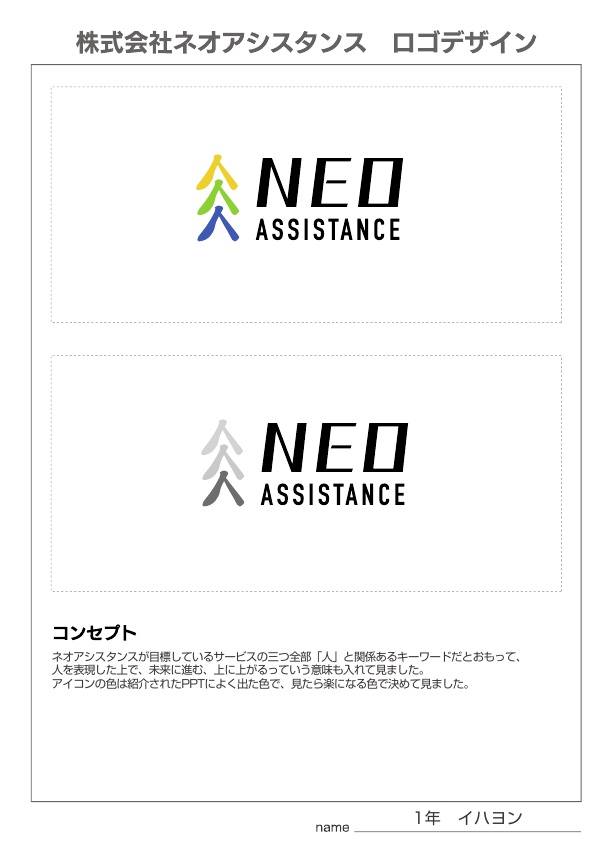 株式会社ネオアシスタンス　ロゴデザイン
NEO
ASSISTANCE
NEO
ASSISTANCE
コンセプト
ネオアシスタンスが目標しているサービスの三つ全部「人」と関係あるキーワードだとおもって、
人を表現した上で、未来に進む、上に上がるっていう意味も入れて見ました。
アイコンの色は紹介されたPPTによく出た色で、見たら楽になる色で決めて見ました。
name 1年　イハヨン